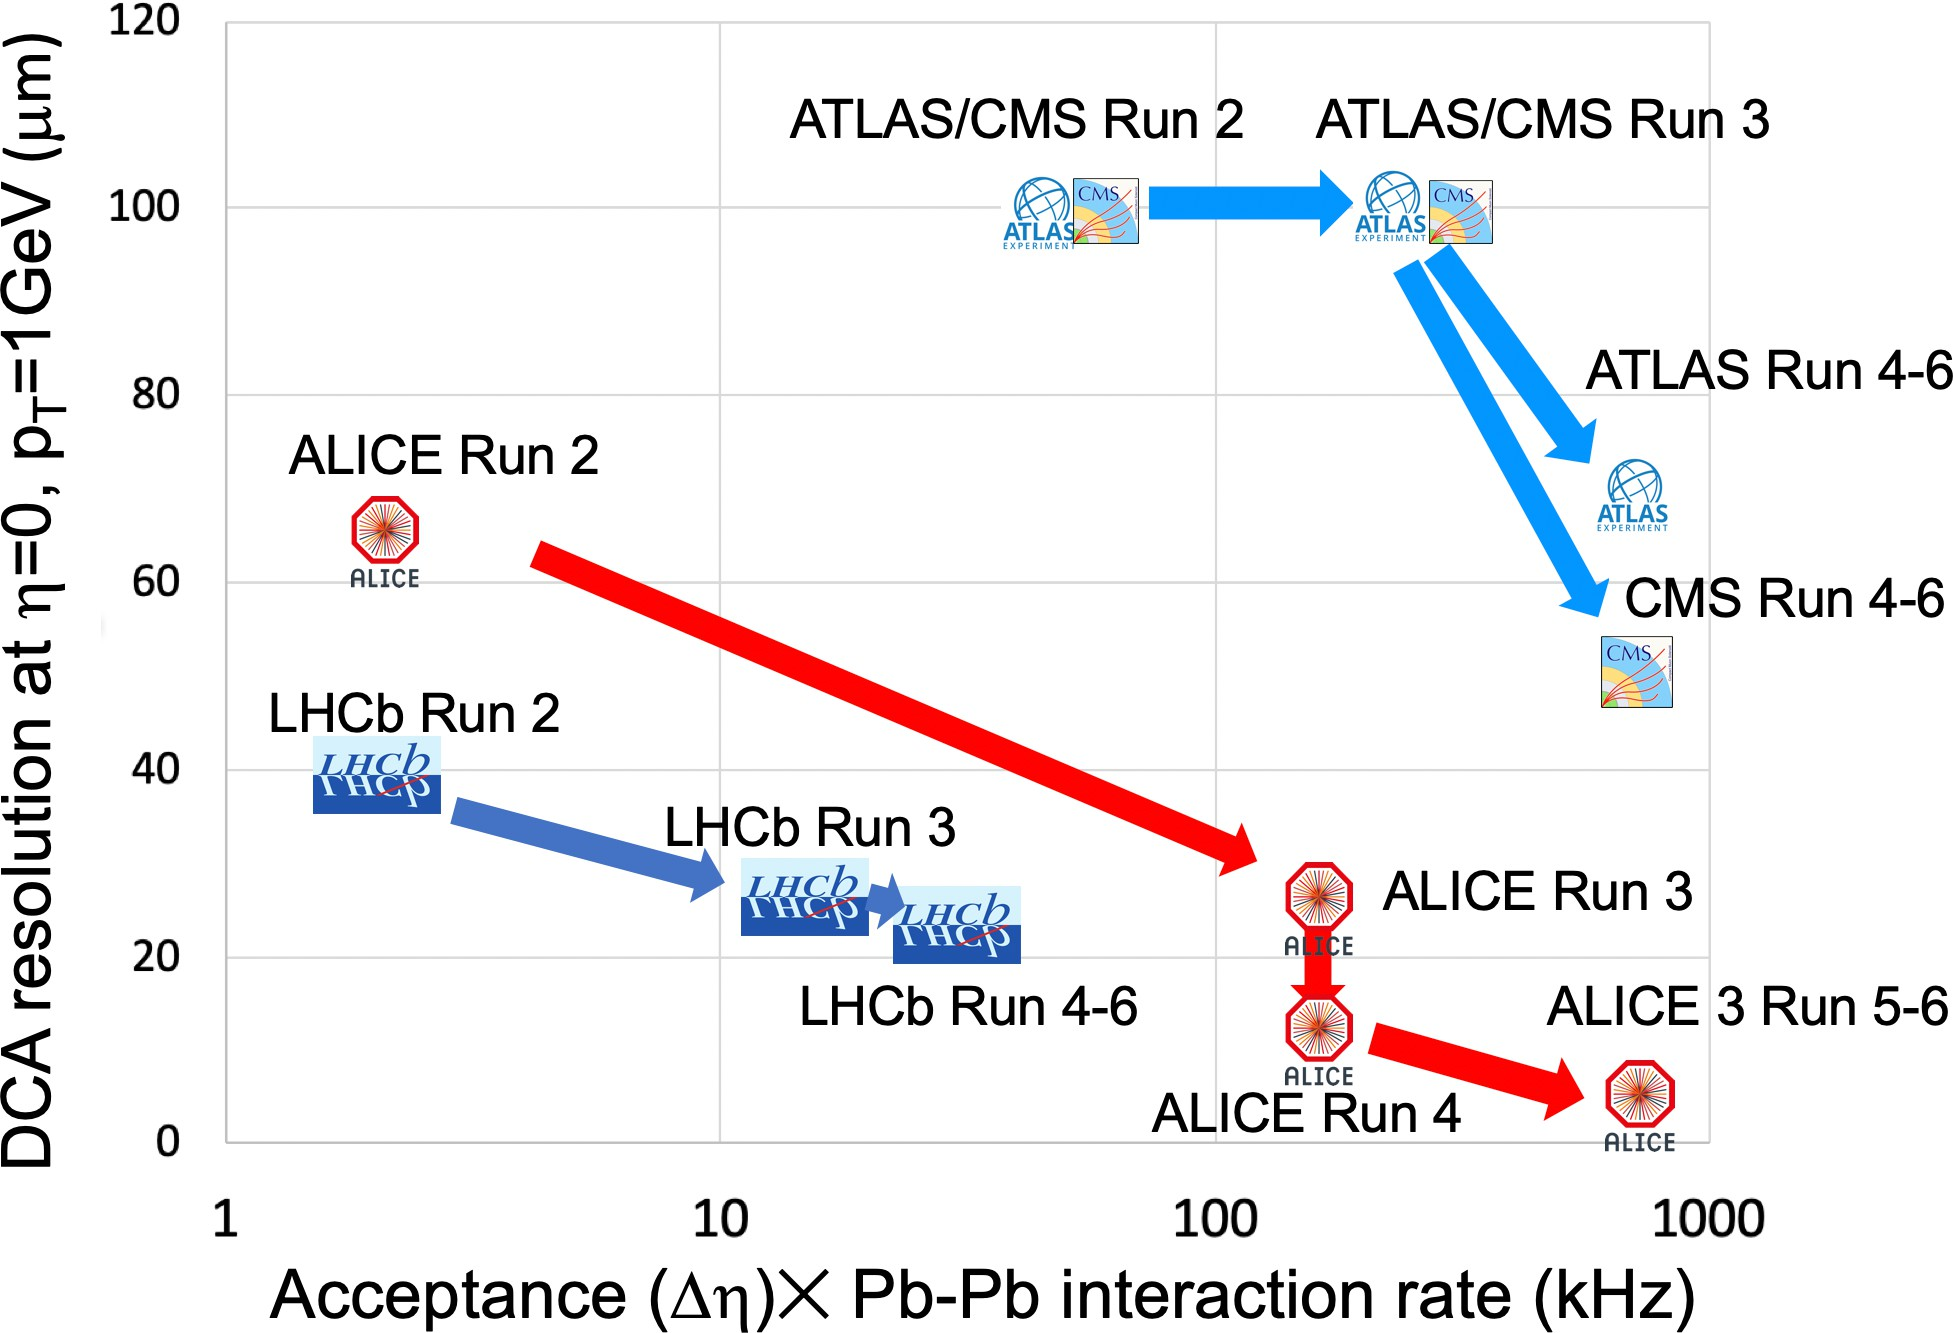 120
ATLAS/CMS Run 2
ATLAS/CMS Run 3
100
ATLAS
EXPERIMENT
CMS
ATLAS
EXPERIMENT
CMS
80
ATLAS Run 4-6
ALICE Run 2
ALICE
ATLAS
EXPERIMENT
60
CMS Run 4-6
CMS
LHCb Run 2
LHCb
LHCb
40
LHCb Run 3
LHCb
LHCb
LHCb
LHCb
LHCb Run 4-6
ALICE Run 3
ALICE
20
ALICE
ALICE Run 4
ALICE 3 Run 5-6
ALICE
0
1
10
100
1000
DCA resolution at η=0, pT=1GeV (μm)
Acceptance (Δη)× Pb-Pb interaction rate (kHz)